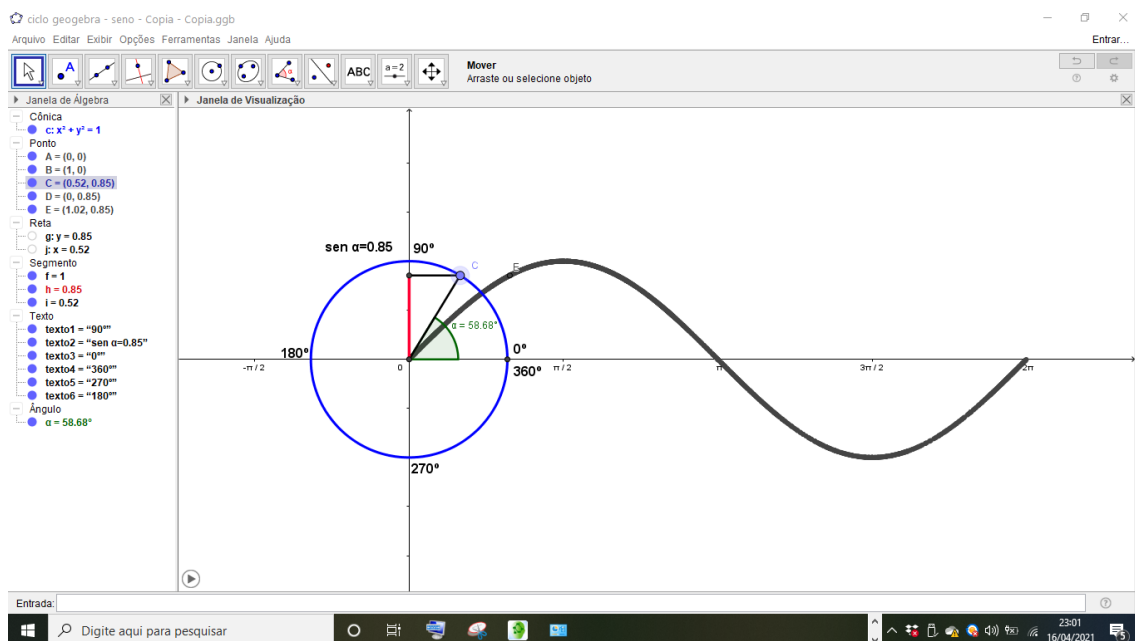 ciclo geogebra - seno - Copia - Copia.ggb
Arquivo Editar Exibir Opções Ferramentas Janela Ajuda
Entrar...
A
α
ABC
a=2
Mover
Arraste ou selecione objeto
Janela de Álgebra
Janela de Visualização
Cônica
c: x² + y² = 1
Ponto
A = (0, 0)
B = (1, 0)
C = (0.52, 0.85)
D = (0, 0.85)
E = (1.02, 0.85)
Reta
g: y = 0.85
j: x = 0.52
Segmento
f = 1
h = 0.85
i = 0.52
Texto
texto1 = “90º”
texto2 = “sen α=0.85”
texto3 = “0º”
texto4 = “360º”
texto5 = “270º”
texto6 = “180º”
Ângulo
α = 58.68°
sen α=0.85
90º
C
E
α = 58.68°
180º
0º
360º
270º
-π / 2
0
π / 2
π
3π / 2
2π
Entrada:
Digite aqui para pesquisar
23:01
16/04/2021
5